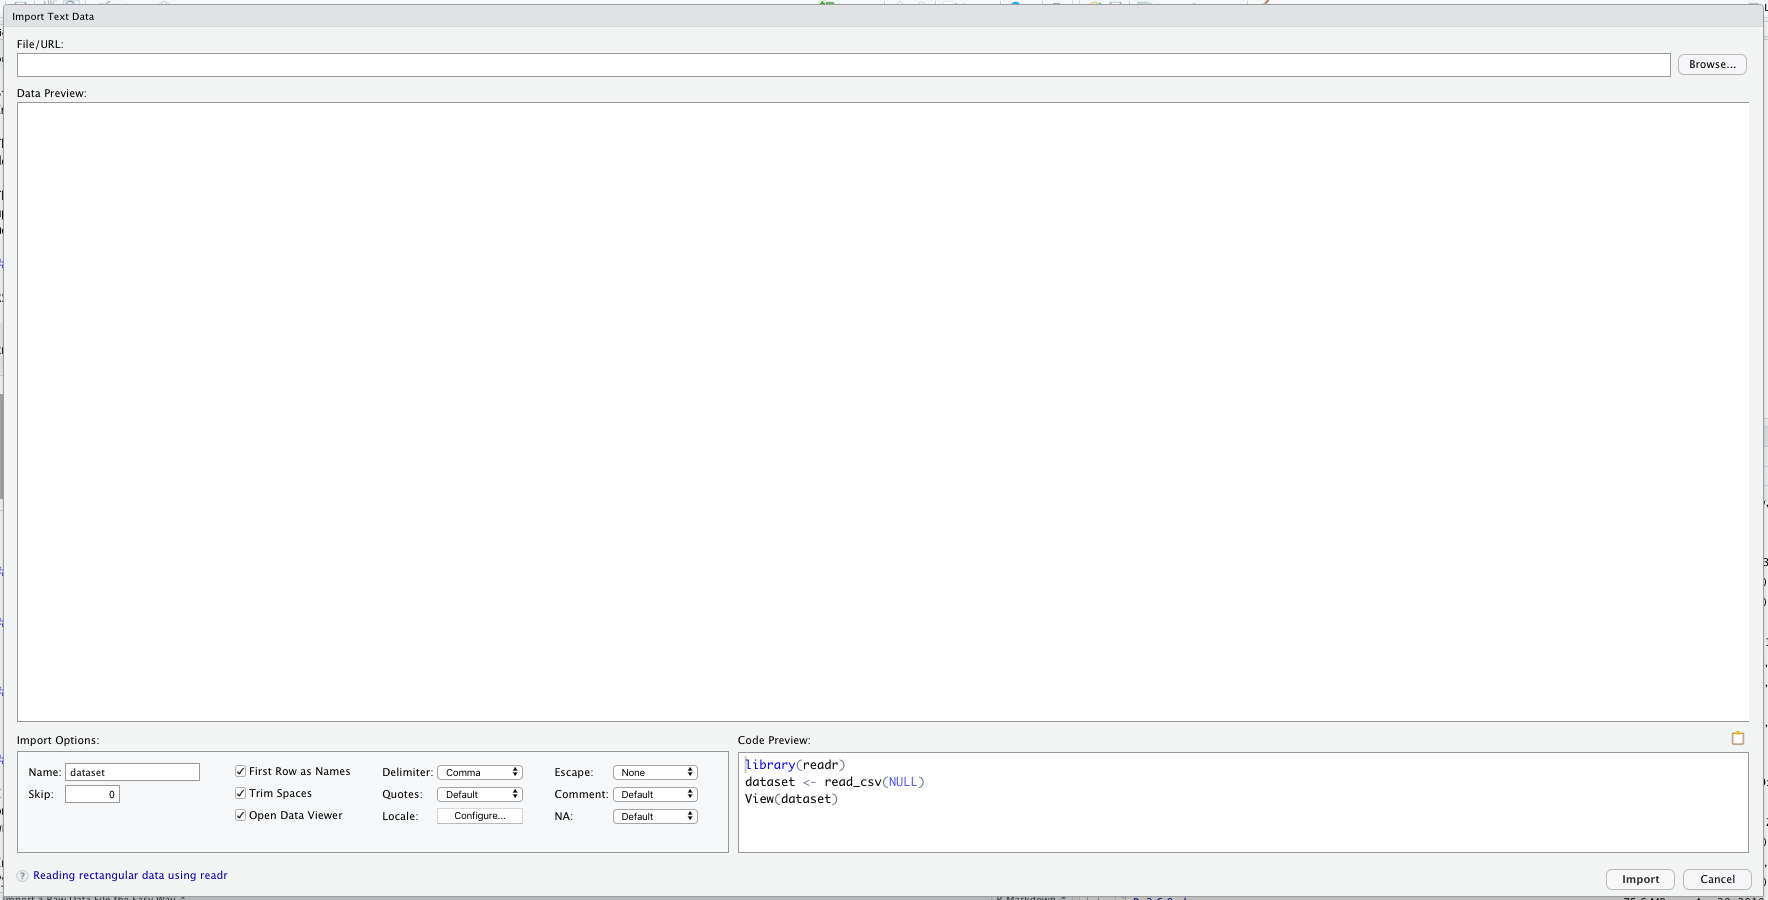 Import Text Data
File/URL:
Browse...
Data Preview:
Import Options:
Name: dataset
Skip: 0
First Row as Names
Trim Spaces
Open Data Viewer
Delimiter: Comma
Quotes: Default
Locale: Configure...
Escape: None
Comment: Default
NA: Default
Code Preview:
library(readr)
dataset <- read_csv(NULL)
View(dataset)
? Reading rectangular data using readr
Import
Cancel